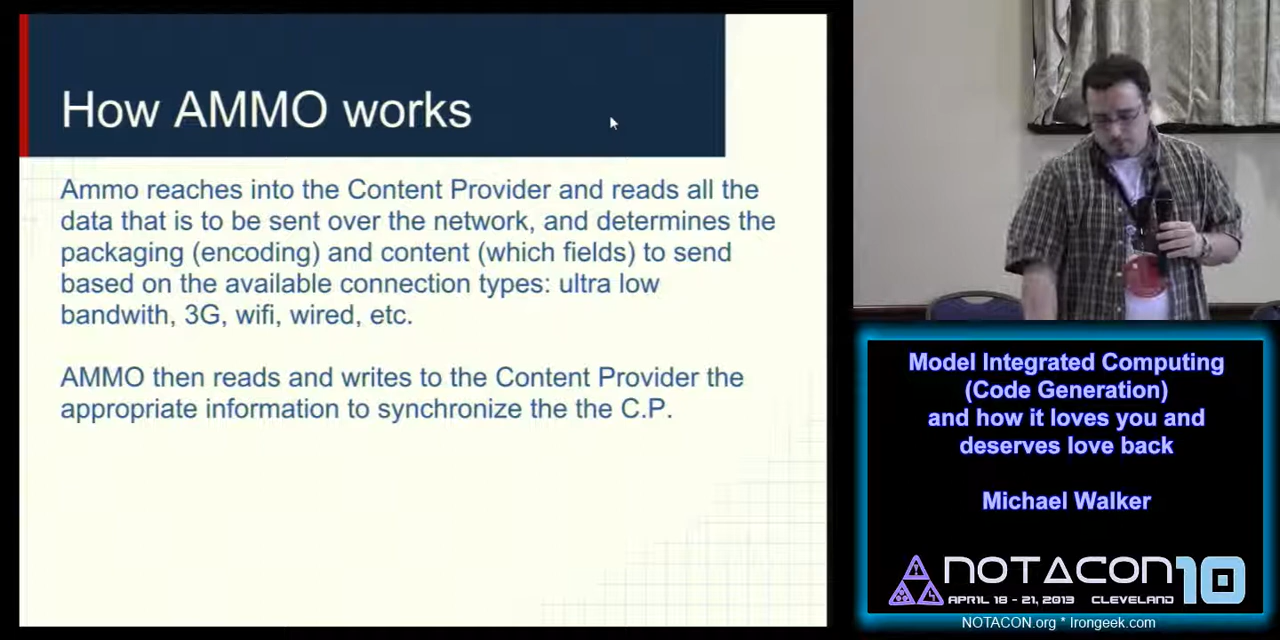 How AMMO works
Ammo reaches into the Content Provider and reads all the
data that is to be sent over the network, and determines the
packaging (encoding) and content (which fields) to send
based on the available connection types: ultra low
bandwith, 3G, wifi, wired, etc.
AMMO then reads and writes to the Content Provider the
appropriate information to synchronize the the C.P.
Model Integrated Computing
(Code Generation)
and how it loves you and
deserves love back
Michael Walker
NOTACON 10
APRIL 18 - 21, 2013 CLEVELAND
NOTACON.org * Irongeek.com